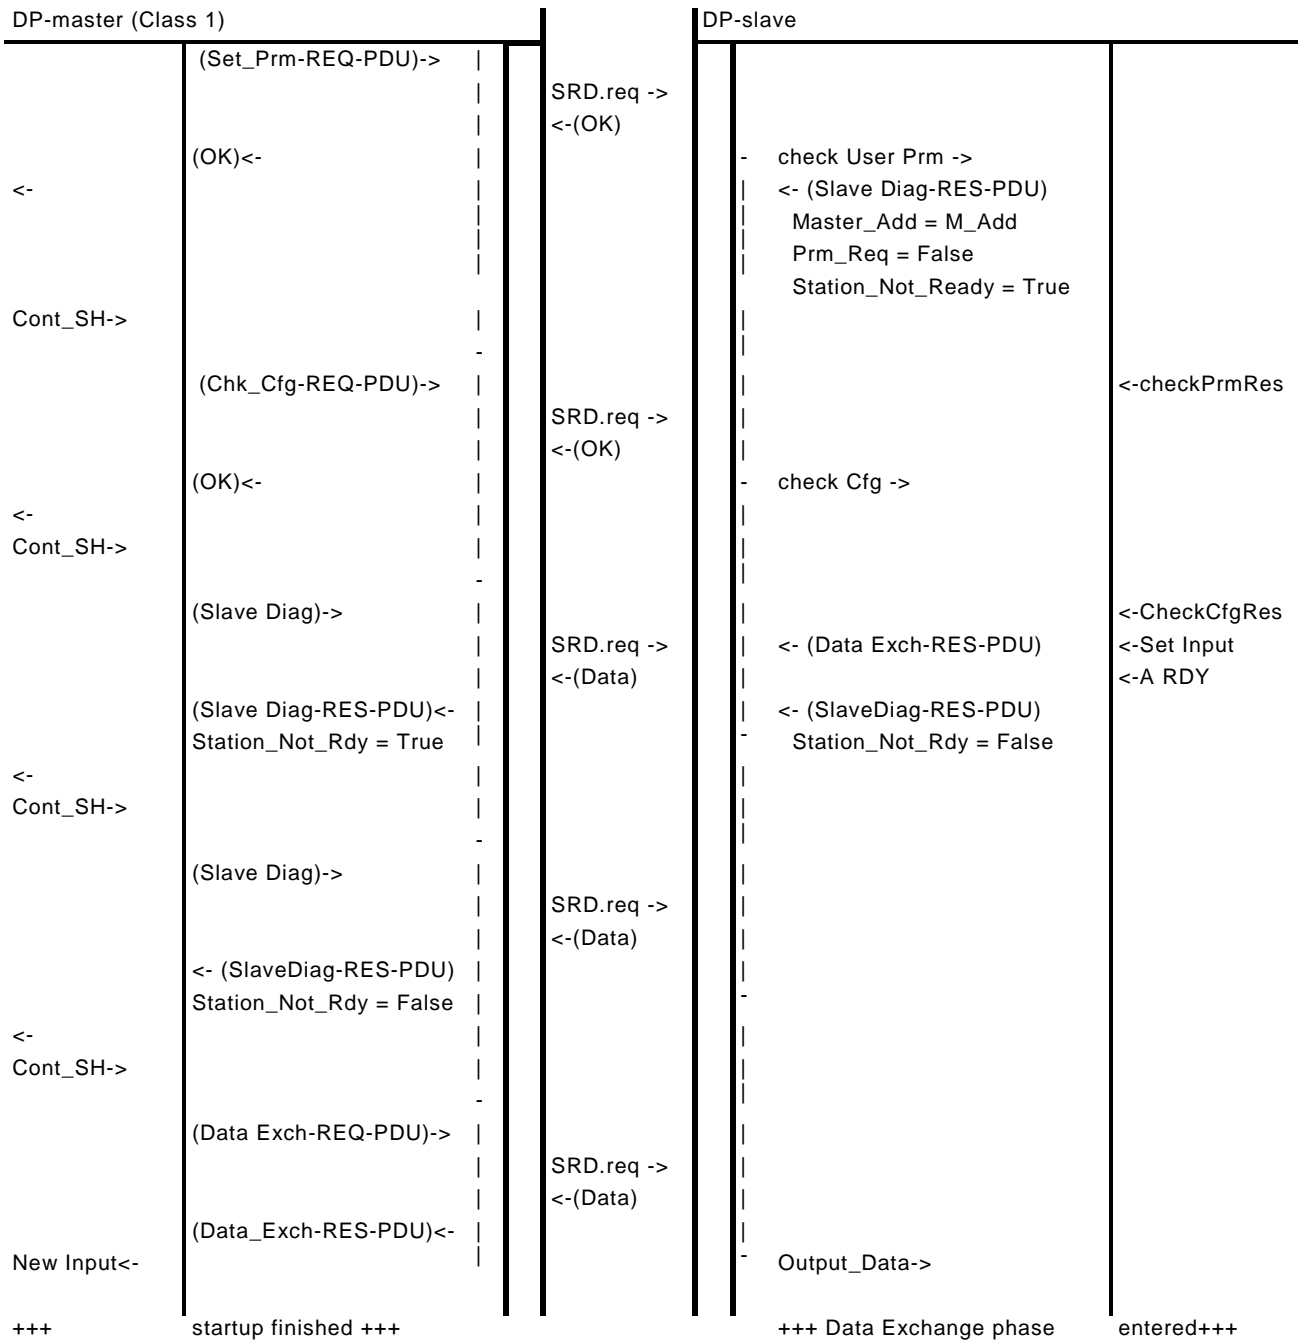 DP-master (Class 1) DP-slave
(Set_Prm-REQ-PDU)-> |
| SRD.req ->
| <-(OK)
(OK)<- | - check User Prm ->
<- | | <- (Slave Diag-RES-PDU)
| | Master_Add = M_Add
| | Prm_Req = False
| | Station_Not_Ready = True
Cont_SH-> | |
- |
(Chk_Cfg-REQ-PDU)-> | | <-checkPrmRes
| SRD.req -> |
| <-(OK) |
(OK)<- | - check Cfg ->
<- | |
Cont_SH-> | |
- |
(Slave Diag)-> | | <-CheckCfgRes
| SRD.req -> | <- (Data Exch-RES-PDU) <-Set Input
| <-(Data) | <-A RDY
(Slave Diag-RES-PDU)<- | | <- (SlaveDiag-RES-PDU)
Station_Not_Rdy = True | - Station_Not_Rdy = False
<- | |
Cont_SH-> | |
- |
(Slave Diag)-> | |
| SRD.req -> |
| <-(Data) |
<- (SlaveDiag-RES-PDU) | |
Station_Not_Rdy = False | -
<- | |
Cont_SH-> | |
- |
(Data Exch-REQ-PDU)-> | |
| SRD.req -> |
| <-(Data) |
(Data_Exch-RES-PDU)<- | |
New Input<- | - Output_Data->
+++ startup finished +++ +++ Data Exchange phase entered+++